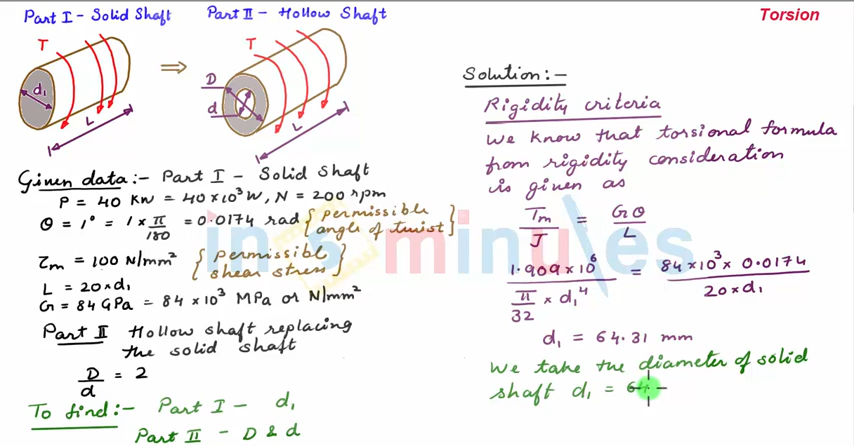 Part I - Solid Shaft
Part II - Hollow Shaft
Torsion
T
d₁
L
⇒
T
D
d
L
Given data:- Part I - Solid Shaft
P = 40 KW = 40 × 10³ W, N = 200 rpm
θ = 1° = 1 × π/180 = 0.0174 rad {permissible angle of twist}
τm = 100 N/mm² {permissible shear stress}
L = 20 × d₁
G = 84 GPa = 84 × 10³ MPa or N/mm²
Part II Hollow shaft replacing
the solid shaft
D/d = 2
To find:- Part I - d₁
Part II - D & d
Solution:-
Rigidity criteria
We know that torsional formula
from rigidity consideration
is given as
Tm/J = Gθ/L
1.909 × 10⁶ / (π/32 × d₁⁴) = 84 × 10³ × 0.0174 / (20 × d₁)
d₁ = 64.31 mm
We take the diameter of solid
shaft d₁ =
in 5 minutes